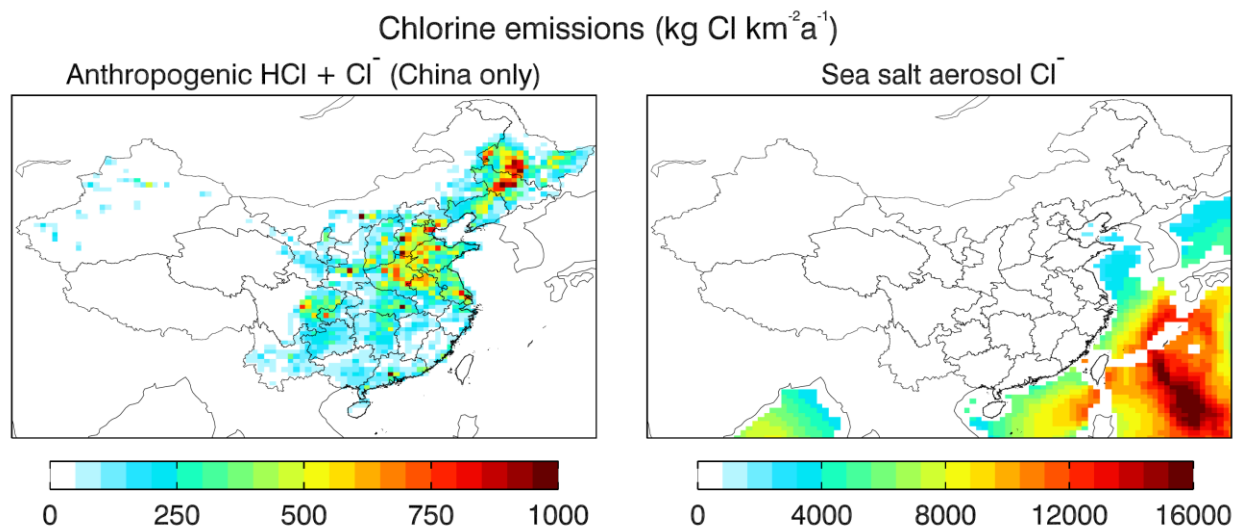 Chlorine emissions (kg Cl km⁻²a⁻¹)
Anthropogenic HCl + Cl⁻ (China only)
Sea salt aerosol Cl⁻
0 250 500 750 1000
0 4000 8000 12000 16000